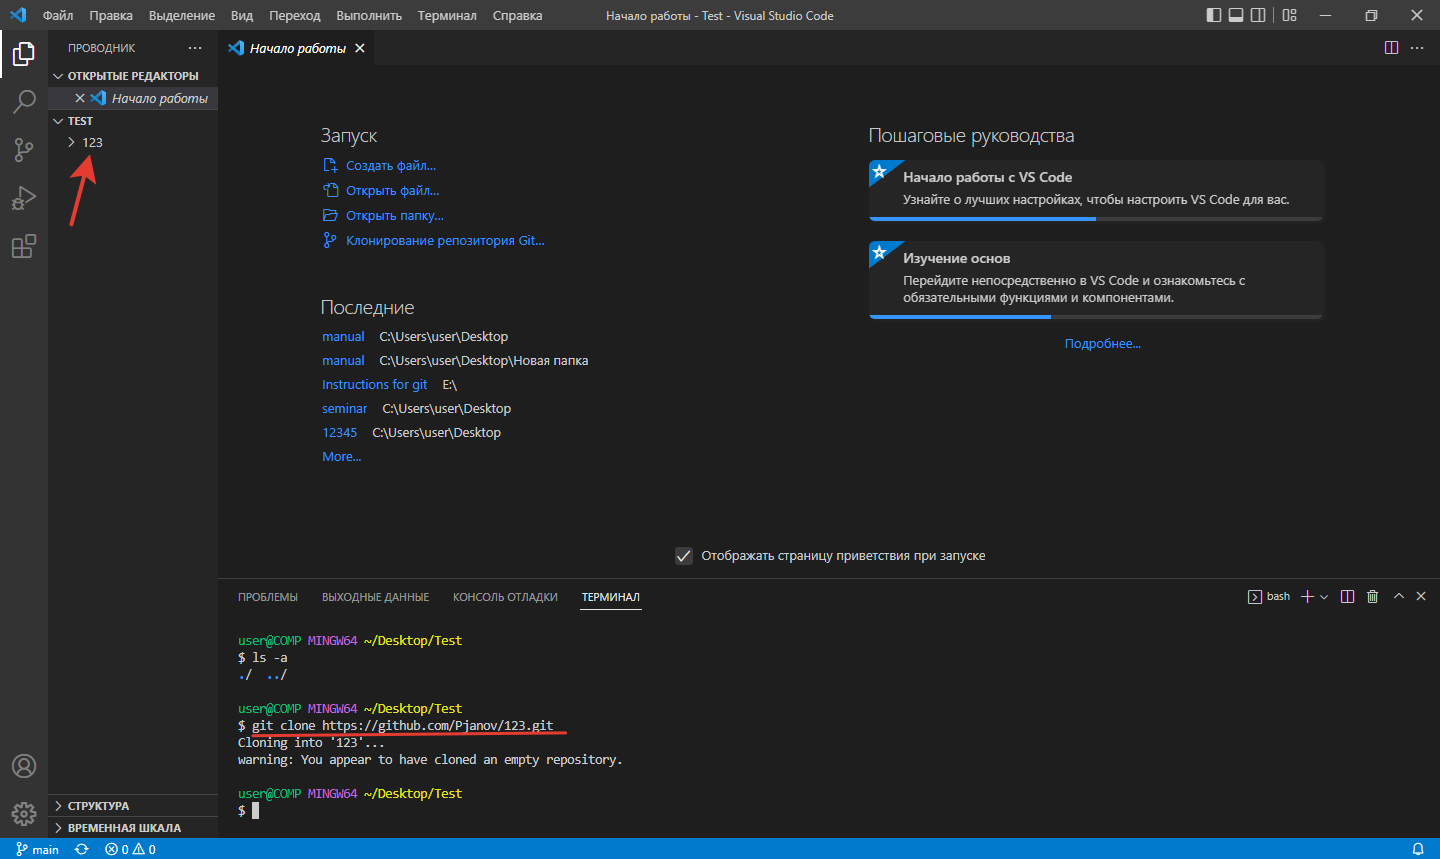 Файл Правка Выделение Вид Переход Выполнить Терминал Справка
Начало работы - Test - Visual Studio Code
ПРОВОДНИК
ОТКРЫТЫЕ РЕДАКТОРЫ
Начало работы
TEST
123
СТРУКТУРА
ВРЕМЕННАЯ ШКАЛА
Начало работы
Запуск
Создать файл...
Открыть файл...
Открыть папку...
Клонирование репозитория Git...
Последние
manual C:\Users\user\Desktop
manual C:\Users\user\Desktop\Новая папка
Instructions for git E:\
seminar C:\Users\user\Desktop
12345 C:\Users\user\Desktop
More...
Пошаговые руководства
Начало работы с VS Code
Узнайте о лучших настройках, чтобы настроить VS Code для вас.
Изучение основ
Перейдите непосредственно в VS Code и ознакомьтесь с
обязательными функциями и компонентами.
Подробнее...
Отображать страницу приветствия при запуске
ПРОБЛЕМЫ ВЫХОДНЫЕ ДАННЫЕ КОНСОЛЬ ОТЛАДКИ ТЕРМИНАЛ
bash
user@COMP MINGW64 ~/Desktop/Test
$ ls -a
./ ../
user@COMP MINGW64 ~/Desktop/Test
$ git clone https://github.com/Pjanov/123.git
Cloning into '123'...
warning: You appear to have cloned an empty repository.
user@COMP MINGW64 ~/Desktop/Test
$
main 0 0